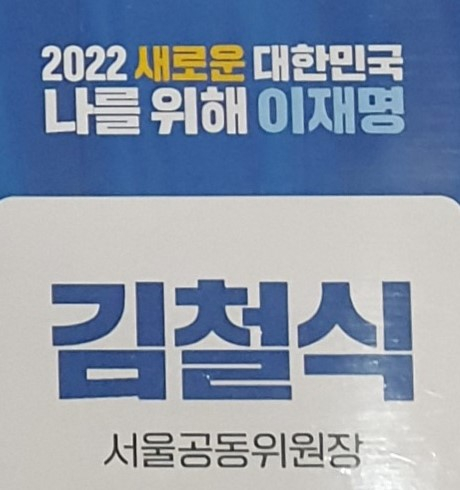 2022 새로운 대한민국
나를 위해 이재명
김철식
서울공동위원장